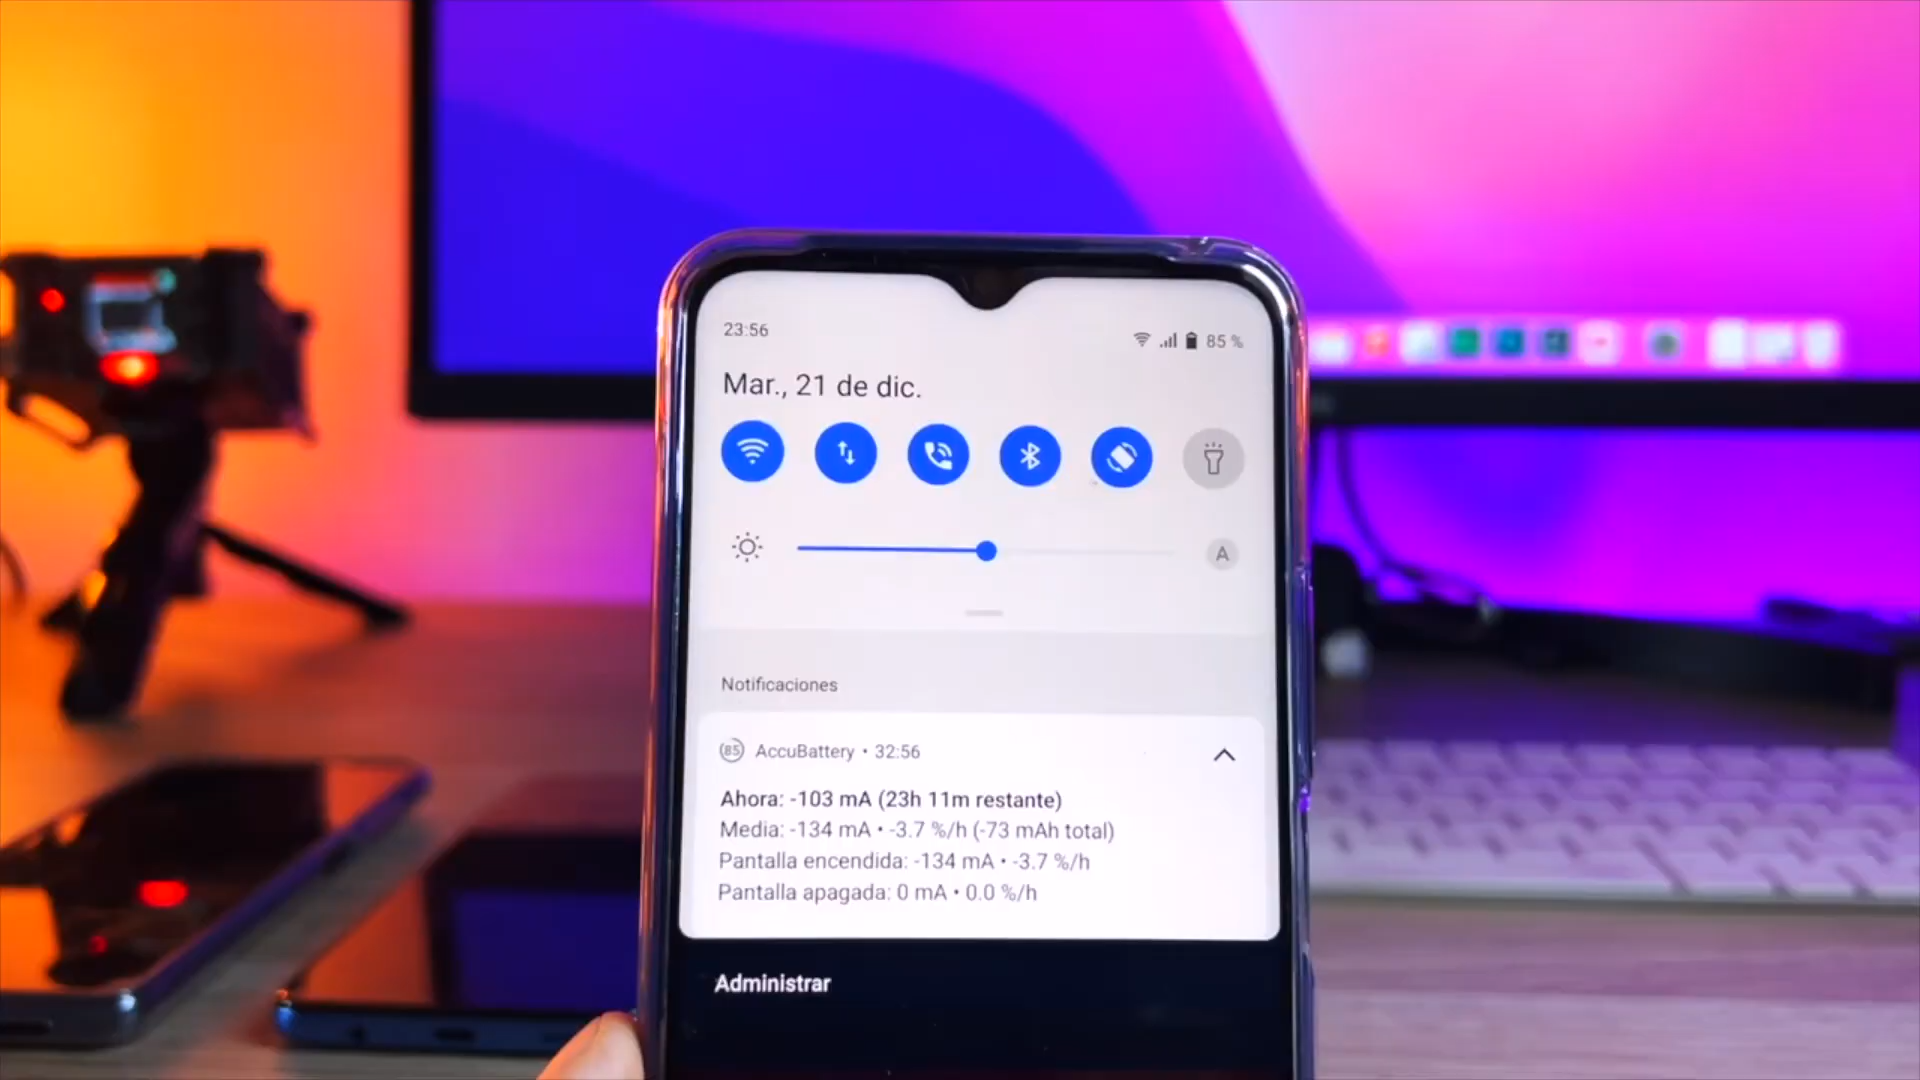 23:56
85 %
Mar., 21 de dic.
A
Notificaciones
85 AccuBattery • 32:56
Ahora: -103 mA (23h 11m restante)
Media: -134 mA • -3.7 %/h (-73 mAh total)
Pantalla encendida: -134 mA • -3.7 %/h
Pantalla apagada: 0 mA • 0.0 %/h
Administrar